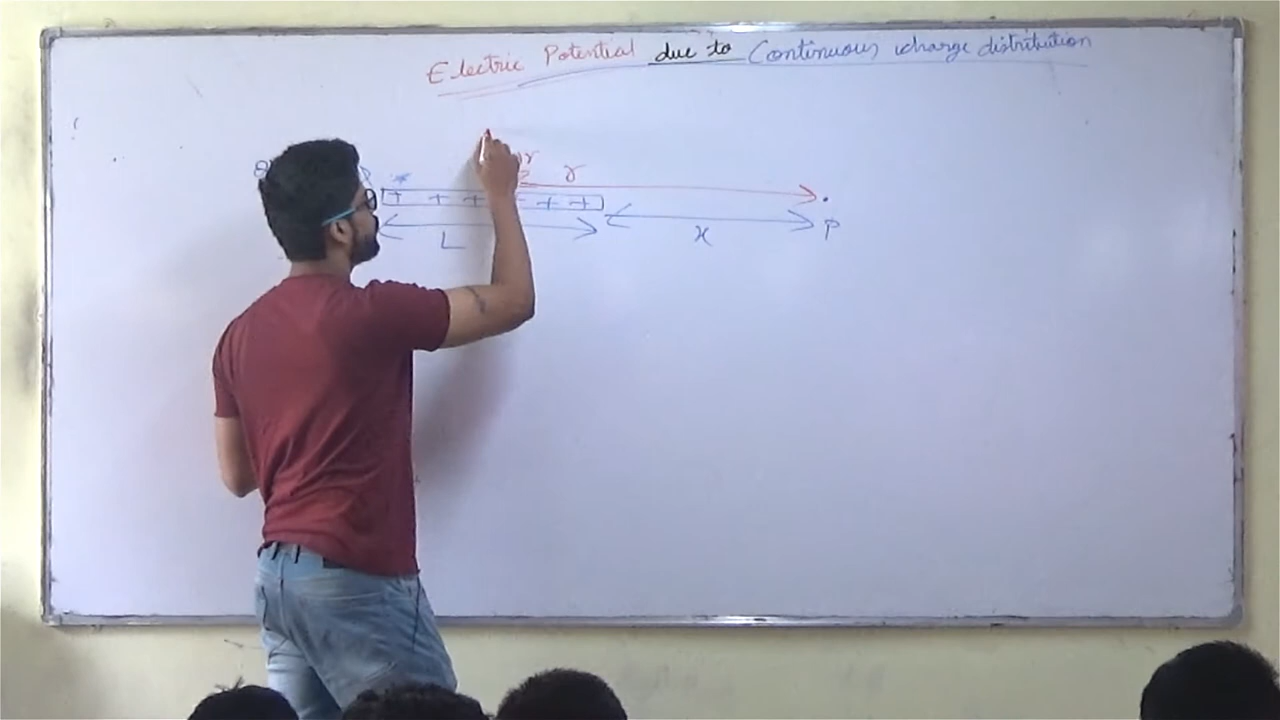 Electric Potential due to Continuous charge distribution
r
+ + + + +
L x P